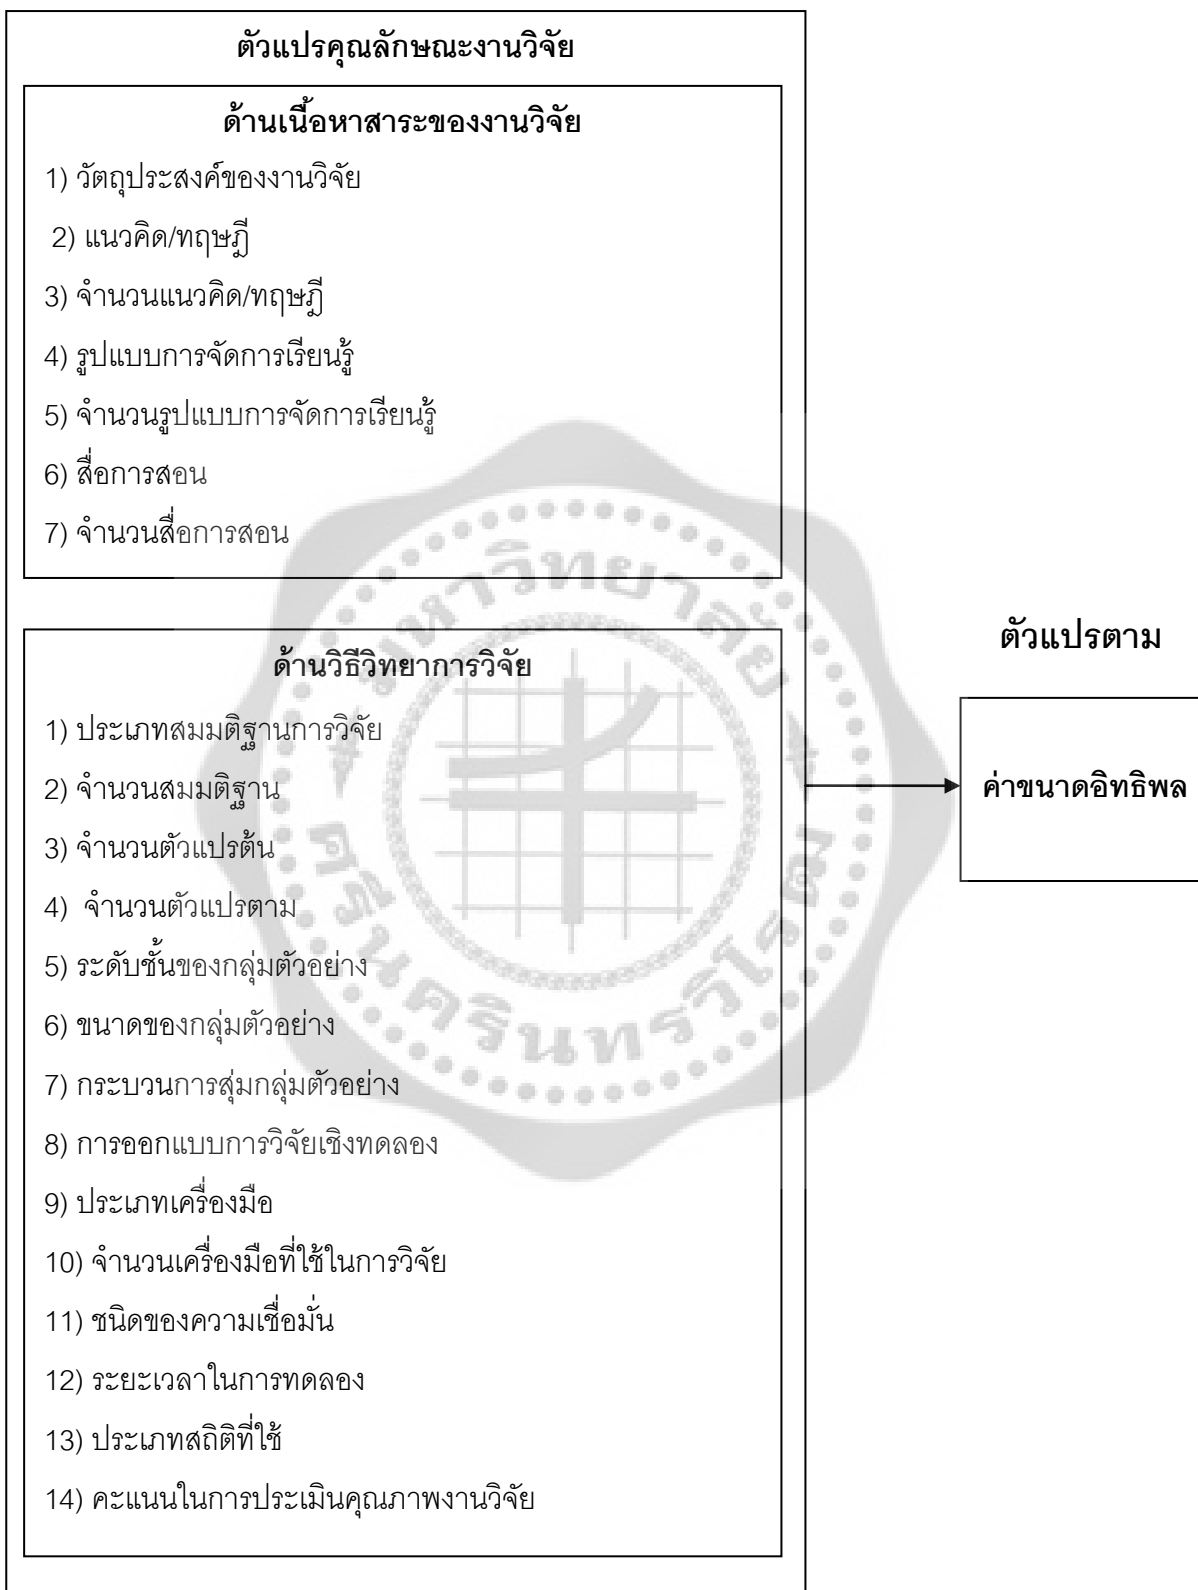 ตัวแปรคุณลักษณะงานวิจัย
ด้านเนื้อหาสาระของงานวิจัย
1) วัตถุประสงค์ของงานวิจัย
2) แนวคิด/ทฤษฎี
3) จำนวนแนวคิด/ทฤษฎี
4) รูปแบบการจัดการเรียนรู้
5) จำนวนรูปแบบการจัดการเรียนรู้
6) สื่อการสอน
7) จำนวนสื่อการสอน
ด้านวิธีวิทยาการวิจัย
1) ประเภทสมมติฐานการวิจัย
2) จำนวนสมมติฐาน
3) จำนวนตัวแปรต้น
4) จำนวนตัวแปรตาม
5) ระดับชั้นของกลุ่มตัวอย่าง
6) ขนาดของกลุ่มตัวอย่าง
7) กระบวนการสุ่มกลุ่มตัวอย่าง
8) การออกแบบการวิจัยเชิงทดลอง
9) ประเภทเครื่องมือ
10) จำนวนเครื่องมือที่ใช้ในการวิจัย
11) ชนิดของความเชื่อมั่น
12) ระยะเวลาในการทดลอง
13) ประเภทสถิติที่ใช้
14) คะแนนในการประเมินคุณภาพงานวิจัย
ตัวแปรตาม
ค่าขนาดอิทธิพล
มหาวิทยาลัย
ศรีนครินทรวิโรฒ